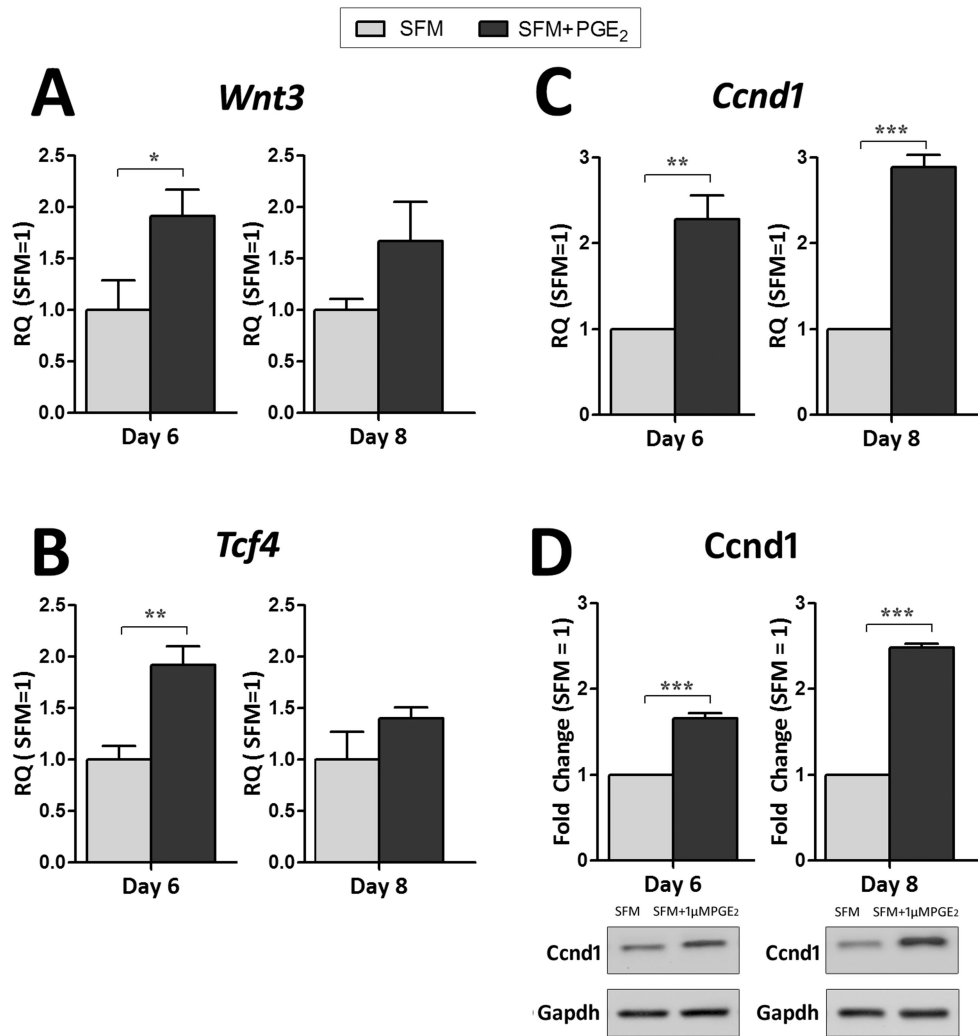 SFM SFM+PGE2
A Wnt3
*
RQ (SFM=1)
2.5
2.0
1.5
1.0
0.5
0.0
Day 6
RQ (SFM=1)
2.5
2.0
1.5
1.0
0.5
0.0
Day 8
C Ccnd1
**
RQ (SFM=1)
3
2
1
0
Day 6
***
RQ (SFM=1)
3
2
1
0
Day 8
B Tcf4
**
RQ ( SFM=1)
2.5
2.0
1.5
1.0
0.5
0.0
Day 6
RQ ( SFM=1)
2.5
2.0
1.5
1.0
0.5
0.0
Day 8
D Ccnd1
***
Fold Change (SFM = 1)
3
2
1
0
Day 6
SFM SFM+1μMPGE2
Ccnd1
Gapdh
***
Fold Change (SFM = 1)
3
2
1
0
Day 8
SFM SFM+1μMPGE2
Ccnd1
Gapdh